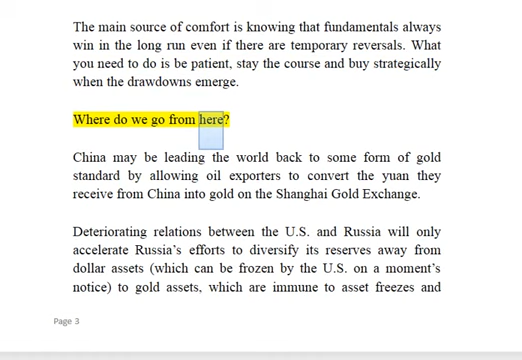 The main source of comfort is knowing that fundamentals always
win in the long run even if there are temporary reversals. What
you need to do is be patient, stay the course and buy strategically
when the drawdowns emerge.
Where do we go from here?
China may be leading the world back to some form of gold
standard by allowing oil exporters to convert the yuan they
receive from China into gold on the Shanghai Gold Exchange.
Deteriorating relations between the U.S. and Russia will only
accelerate Russia’s efforts to diversify its reserves away from
dollar assets (which can be frozen by the U.S. on a moment’s
notice) to gold assets, which are immune to asset freezes and
Page 3